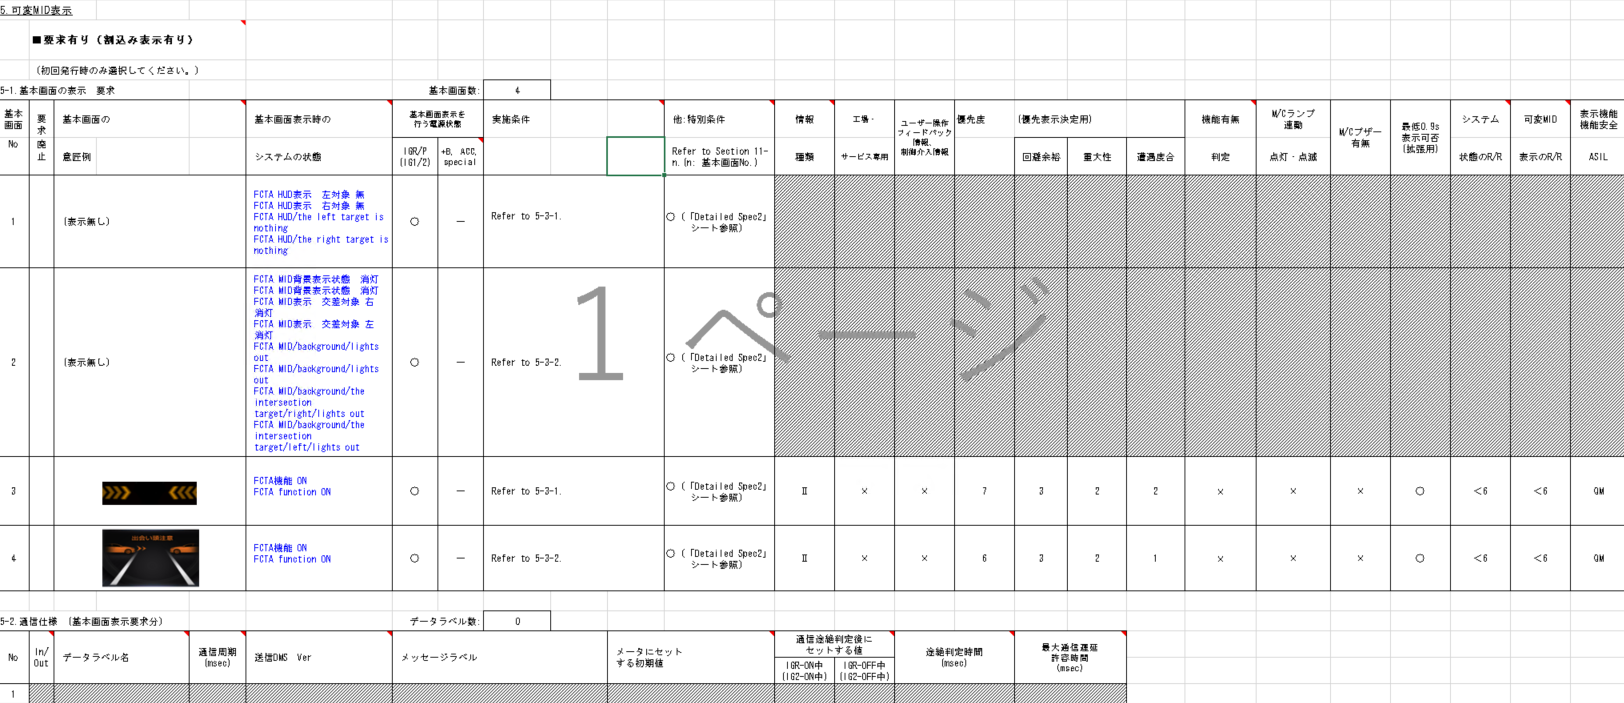 5.可変MID表示
■要求有り（割込み表示有り）
（初回発行時のみ選択してください。）
5-1.基本画面の表示　要求
基本画面数:
4
基本画面
No
要求廃止
基本画面の
意匠例
基本画面表示時の
システムの状態
基本画面表示を
行う電源状態
IGR/P
(IG1/2)
+B, ACC,
special
実施条件
他:特別条件
Refer to Section 11-
n.(n: 基本画面No.)
情報
種類
工場・
サービス専用
ユーザー操作
フィードバック
情報、
制御介入情報
優先度
(優先表示決定用)
回避余裕
重大性
遭遇度合
機能有無
判定
M/Cランプ
連動
点灯・点滅
M/Cブザー
有無
最低0.9s
表示可否
(拡張用)
システム
状態のR/R
可変MID
表示のR/R
表示機能
機能安全
ASIL
1
(表示無し)
FCTA HUD表示　左対象 無
FCTA HUD表示　右対象 無
FCTA HUD/the left target is
nothing
FCTA HUD/the right target is
nothing
○
－
Refer to 5-3-1.
○（「Detailed Spec2」
シート参照）
2
(表示無し)
FCTA MID背景表示状態　消灯
FCTA MID背景表示状態　消灯
FCTA MID表示　交差対象 右
消灯
FCTA MID表示　交差対象 左
消灯
FCTA MID/background/lights
out
FCTA MID/background/lights
out
FCTA MID/background/the
intersection
target/right/lights out
FCTA MID/background/the
intersection
target/left/lights out
○
－
Refer to 5-3-2.
○（「Detailed Spec2」
シート参照）
1 ページ
3
FCTA機能 ON
FCTA function ON
○
－
Refer to 5-3-1.
○（「Detailed Spec2」
シート参照）
Ⅱ
×
×
7
3
2
2
×
×
×
○
＜6
＜6
QM
4
出会い頭注意
FCTA機能 ON
FCTA function ON
○
－
Refer to 5-3-2.
○（「Detailed Spec2」
シート参照）
Ⅱ
×
×
6
3
2
1
×
×
×
○
＜6
＜6
QM
5-2.通信仕様　(基本画面表示要求分)
データラベル数:
0
No
In/
Out
データラベル名
通信周期
(msec)
送信DMS　Ver
メッセージラベル
メータにセット
する初期値
通信途絶判定後に
セットする値
IGR-ON中
(IG2-ON中)
IGR-OFF中
(IG2-OFF中)
途絶判定時間
(msec)
最大通信遅延
許容時間
(msec)
1